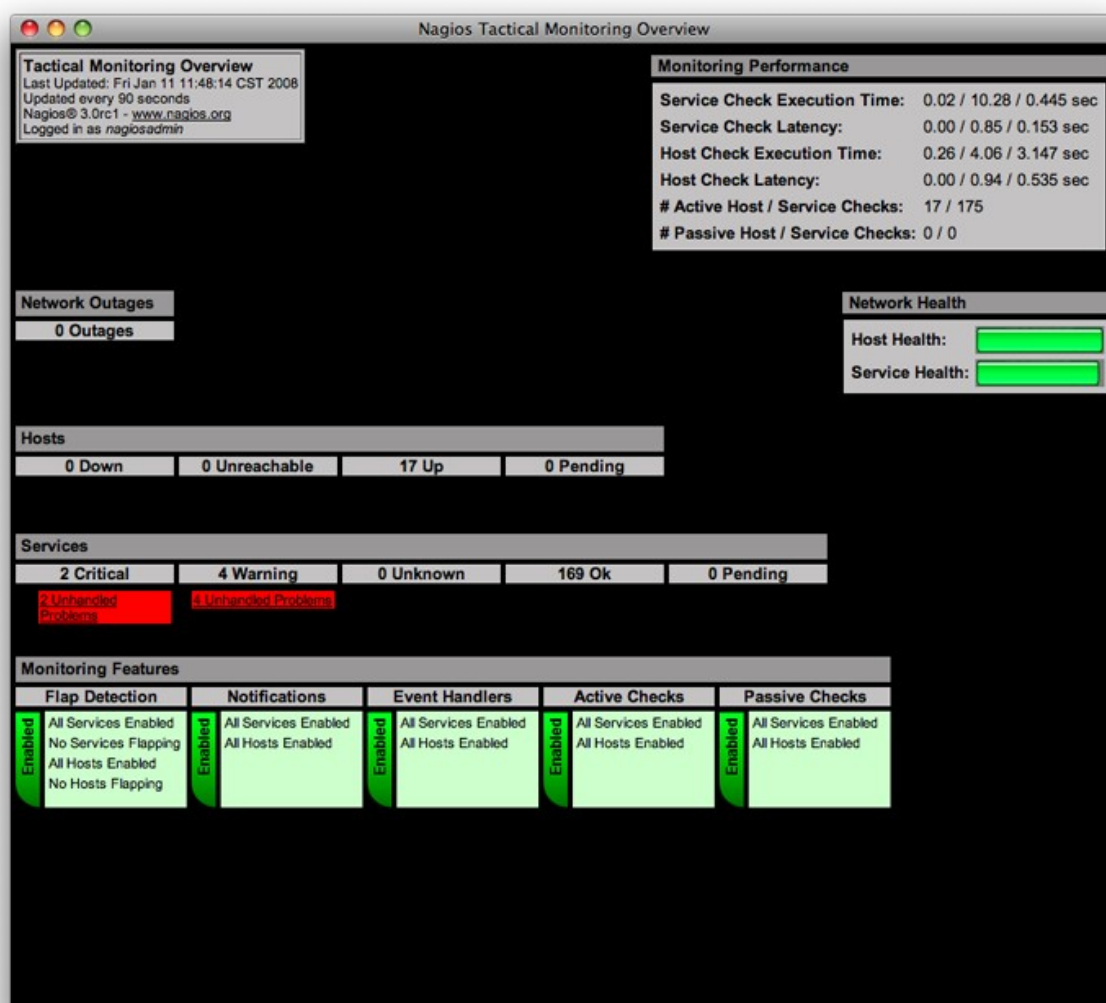 Nagios Tactical Monitoring Overview
Tactical Monitoring Overview
Last Updated: Fri Jan 11 11:48:14 CST 2008
Updated every 90 seconds
Nagios® 3.0rc1 - www.nagios.org
Logged in as nagiosadmin
Monitoring Performance
Service Check Execution Time: 0.02 / 10.28 / 0.445 sec
Service Check Latency: 0.00 / 0.85 / 0.153 sec
Host Check Execution Time: 0.26 / 4.06 / 3.147 sec
Host Check Latency: 0.00 / 0.94 / 0.535 sec
# Active Host / Service Checks: 17 / 175
# Passive Host / Service Checks: 0 / 0
Network Outages
0 Outages
Network Health
Host Health:
Service Health:
Hosts
0 Down 0 Unreachable 17 Up 0 Pending
Services
2 Critical 4 Warning 0 Unknown 169 Ok 0 Pending
2 Unhandled
Problems
4 Unhandled Problems
Monitoring Features
Flap Detection Notifications Event Handlers Active Checks Passive Checks
Enabled
All Services Enabled
No Services Flapping
All Hosts Enabled
No Hosts Flapping
Enabled
All Services Enabled
All Hosts Enabled
Enabled
All Services Enabled
All Hosts Enabled
Enabled
All Services Enabled
All Hosts Enabled
Enabled
All Services Enabled
All Hosts Enabled